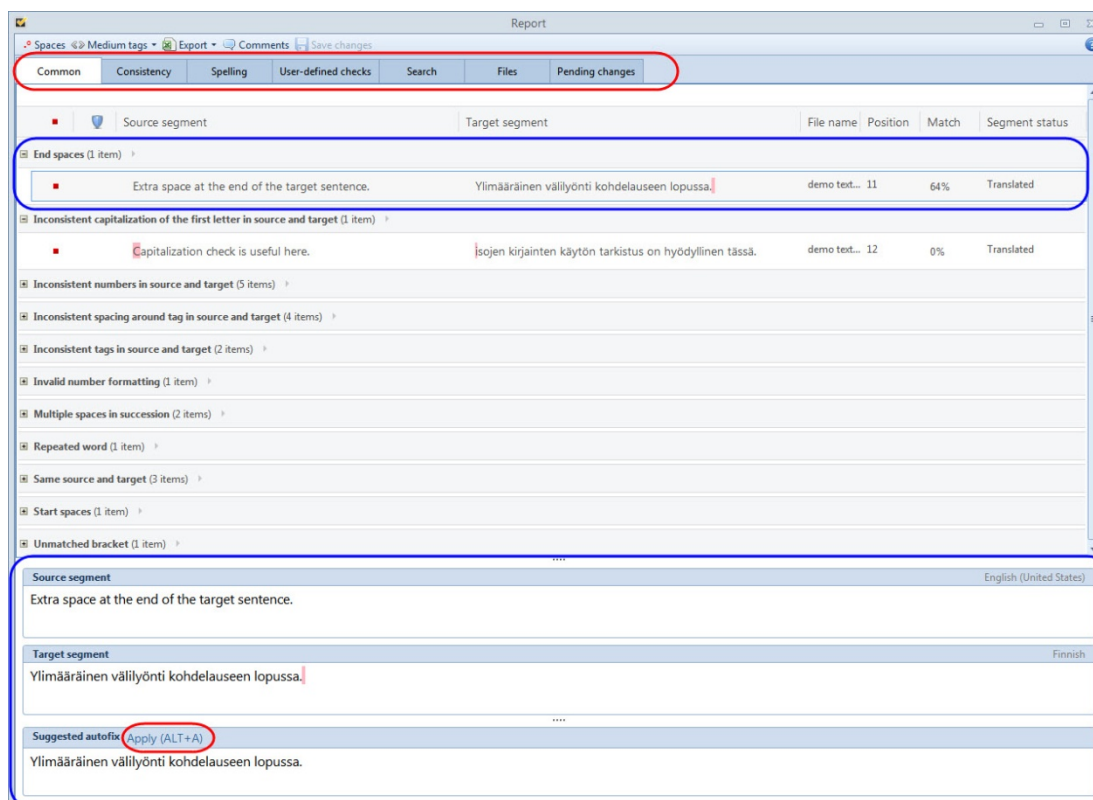 Report
Spaces Medium tags Export Comments Save changes
Common Consistency Spelling User-defined checks Search Files Pending changes
Source segment Target segment File name Position Match Segment status
End spaces (1 item)
Extra space at the end of the target sentence. Ylimääräinen välilyönti kohdelauseen lopussa. demo text... 11 64% Translated
Inconsistent capitalization of the first letter in source and target (1 item)
Capitalization check is useful here. isojen kirjainten käytön tarkistus on hyödyllinen tässä. demo text... 12 0% Translated
Inconsistent numbers in source and target (5 items)
Inconsistent spacing around tag in source and target (4 items)
Inconsistent tags in source and target (2 items)
Invalid number formatting (1 item)
Multiple spaces in succession (2 items)
Repeated word (1 item)
Same source and target (3 items)
Start spaces (1 item)
Unmatched bracket (1 item)
Source segment English (United States)
Extra space at the end of the target sentence.
Target segment Finnish
Ylimääräinen välilyönti kohdelauseen lopussa.
Suggested autofix Apply (ALT+A)
Ylimääräinen välilyönti kohdelauseen lopussa.